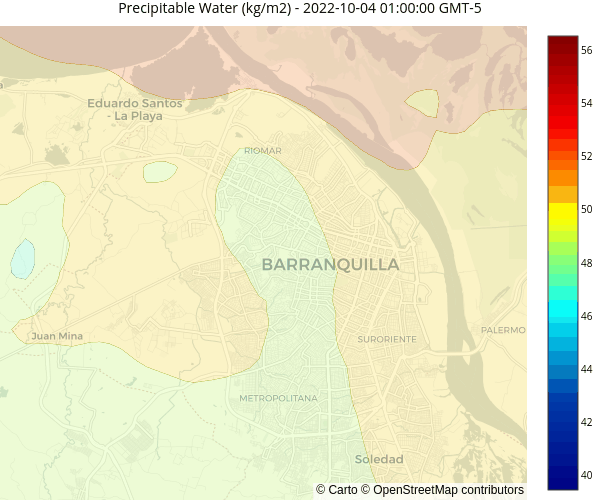 Precipitable Water (kg/m2) - 2022-10-04 01:00:00 GMT-5
Eduardo Santos
- La Playa
RIOMAR
BARRANQUILLA
Juan Mina
SURORIENTE
PALERMO
METROPOLITANA
Soledad
© Carto © OpenStreetMap contributors
56
54
52
50
48
46
44
42
40